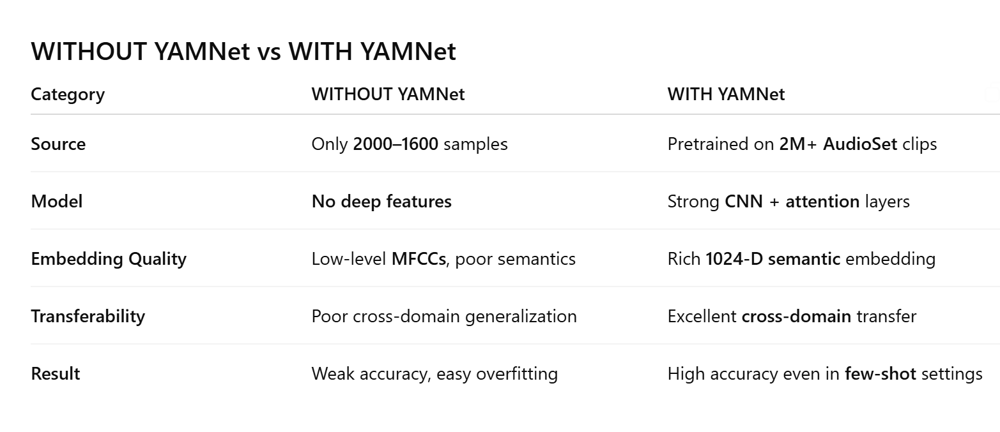 WITHOUT YAMNet vs WITH YAMNet
Category WITHOUT YAMNet WITH YAMNet
Source Only 2000–1600 samples Pretrained on 2M+ AudioSet clips
Model No deep features Strong CNN + attention layers
Embedding Quality Low-level MFCCs, poor semantics Rich 1024-D semantic embedding
Transferability Poor cross-domain generalization Excellent cross-domain transfer
Result Weak accuracy, easy overfitting High accuracy even in few-shot settings